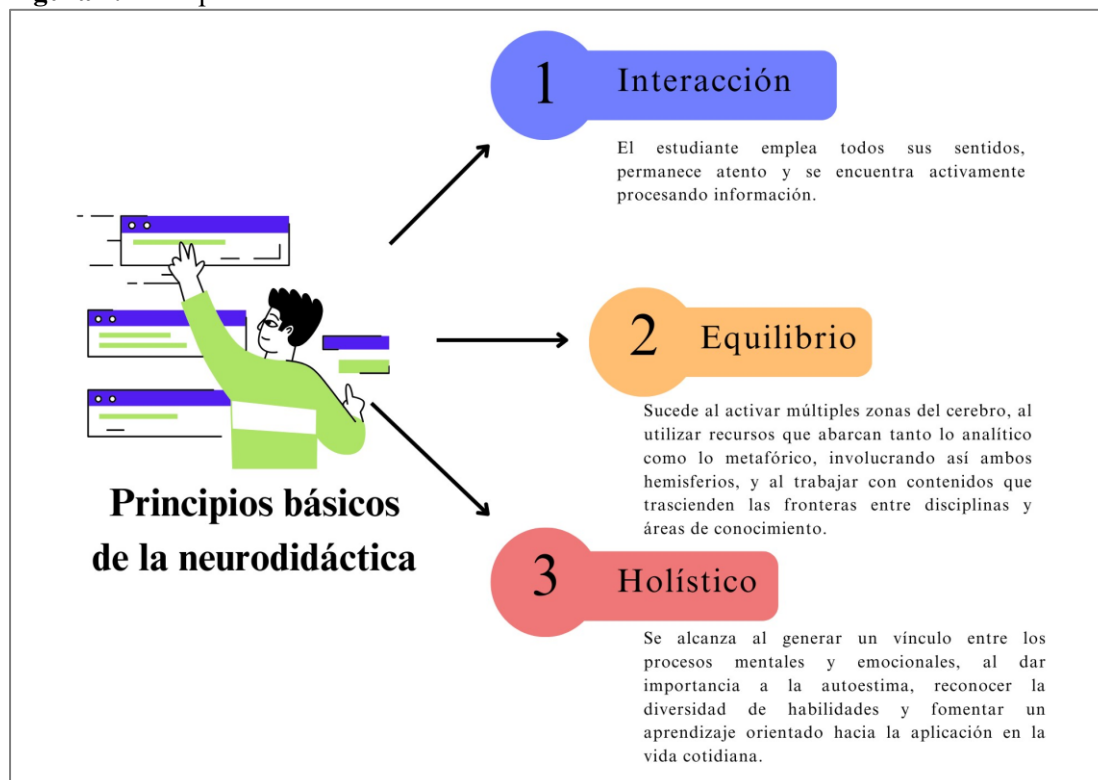 1 Interacción
El estudiante emplea todos sus sentidos,
permanece atento y se encuentra activamente
procesando información.
2 Equilibrio
Sucede al activar múltiples zonas del cerebro, al
utilizar recursos que abarcan tanto lo analítico
como lo metafórico, involucrando así ambos
hemisferios, y al trabajar con contenidos que
trascienden las fronteras entre disciplinas y
áreas de conocimiento.
Principios básicos
de la neurodidáctica
3 Holístico
Se alcanza al generar un vínculo entre los
procesos mentales y emocionales, al dar
importancia a la autoestima, reconocer la
diversidad de habilidades y fomentar un
aprendizaje orientado hacia la aplicación en la
vida cotidiana.